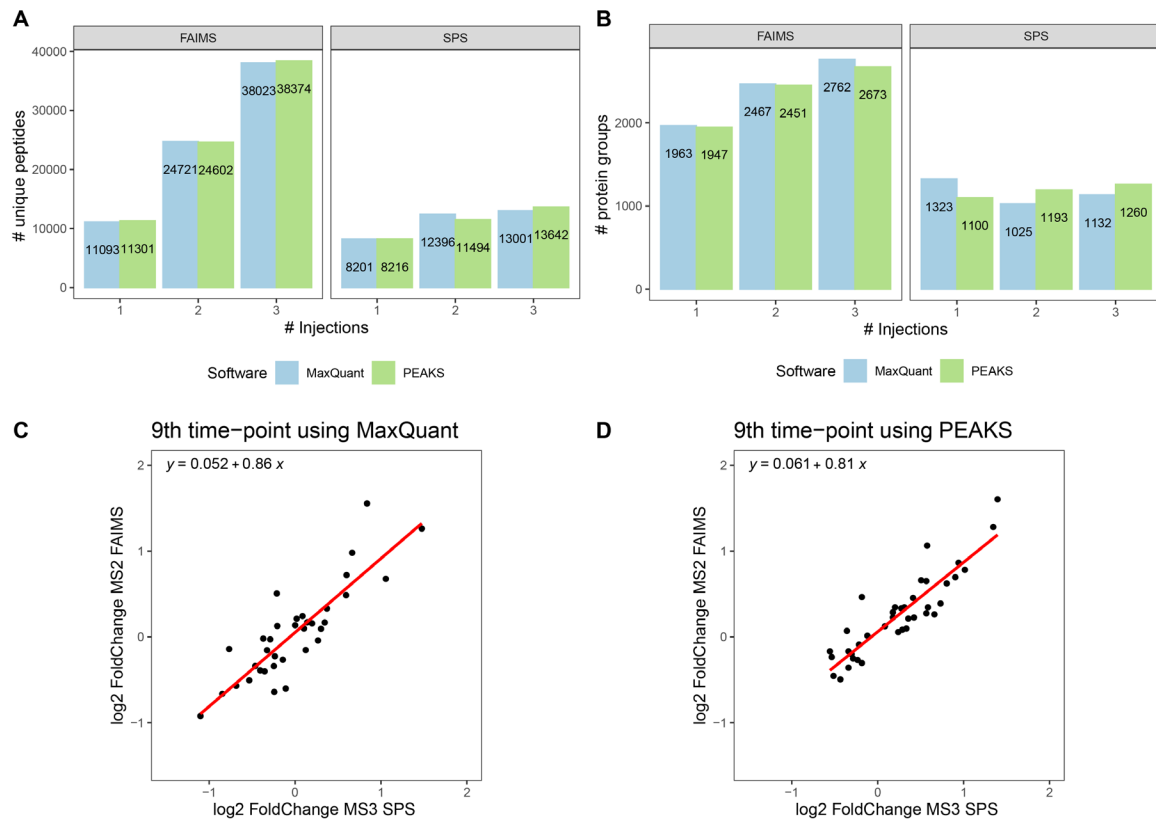 A
FAIMS
SPS
# unique peptides
40000
30000
20000
10000
0
11093
11301
24721
24602
38023
38374
8201
8216
12396
11494
13001
13642
1
2
3
1
2
3
# Injections
Software
MaxQuant
PEAKS
B
FAIMS
SPS
# protein groups
2000
1000
0
1963
1947
2467
2451
2762
2673
1323
1100
1025
1193
1132
1260
1
2
3
1
2
3
# Injections
Software
MaxQuant
PEAKS
C
9th time−point using MaxQuant
y = 0.052 + 0.86 x
log2 FoldChange MS2 FAIMS
2
1
0
−1
−1
0
1
2
log2 FoldChange MS3 SPS
D
9th time−point using PEAKS
y = 0.061 + 0.81 x
log2 FoldChange MS2 FAIMS
2
1
0
−1
−1
0
1
2
log2 FoldChange MS3 SPS